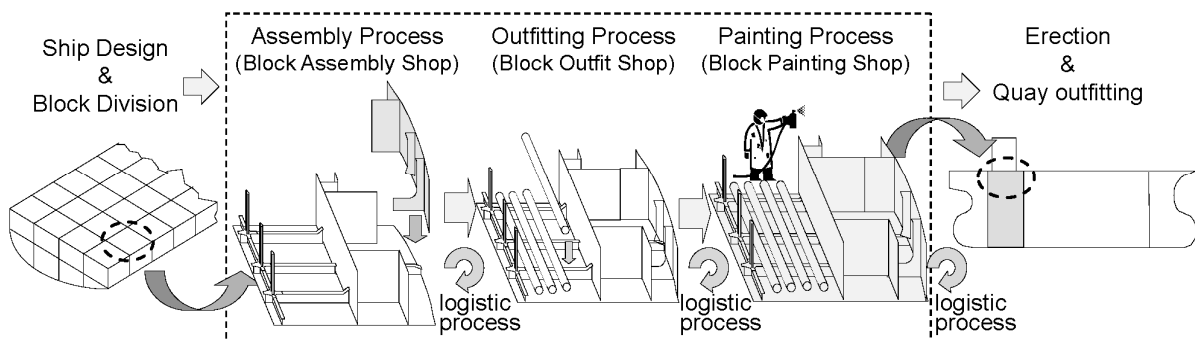 Ship Design
&
Block Division
Assembly Process
(Block Assembly Shop)
Outfitting Process
(Block Outfit Shop)
Painting Process
(Block Painting Shop)
Erection
&
Quay outfitting
logistic
process
logistic
process
logistic
process